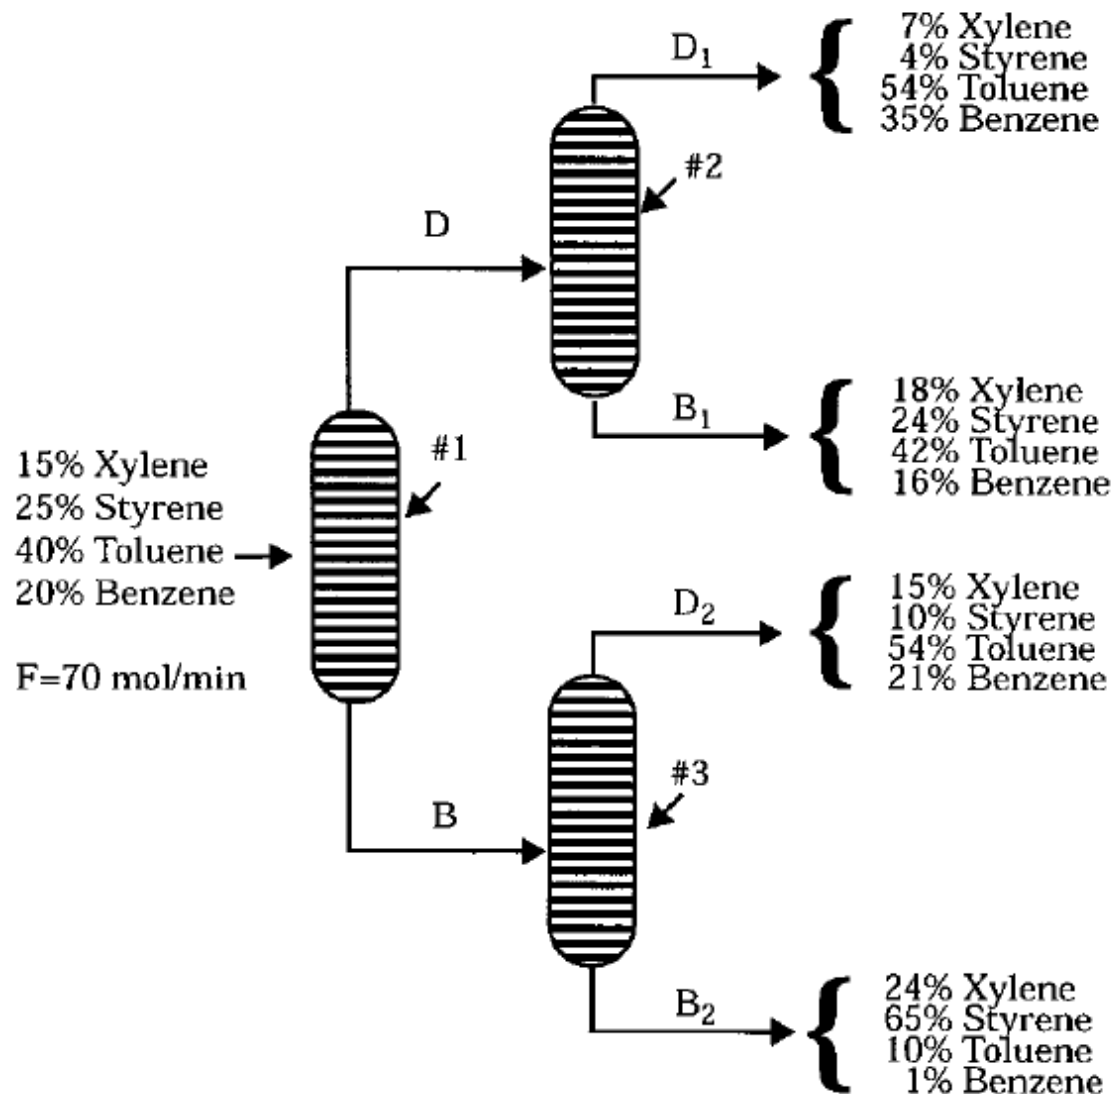 D₁
7% Xylene
4% Styrene
54% Toluene
35% Benzene
#2
D
B₁
18% Xylene
24% Styrene
42% Toluene
16% Benzene
#1
15% Xylene
25% Styrene
40% Toluene
20% Benzene
F=70 mol/min
D₂
15% Xylene
10% Styrene
54% Toluene
21% Benzene
#3
B
B₂
24% Xylene
65% Styrene
10% Toluene
1% Benzene